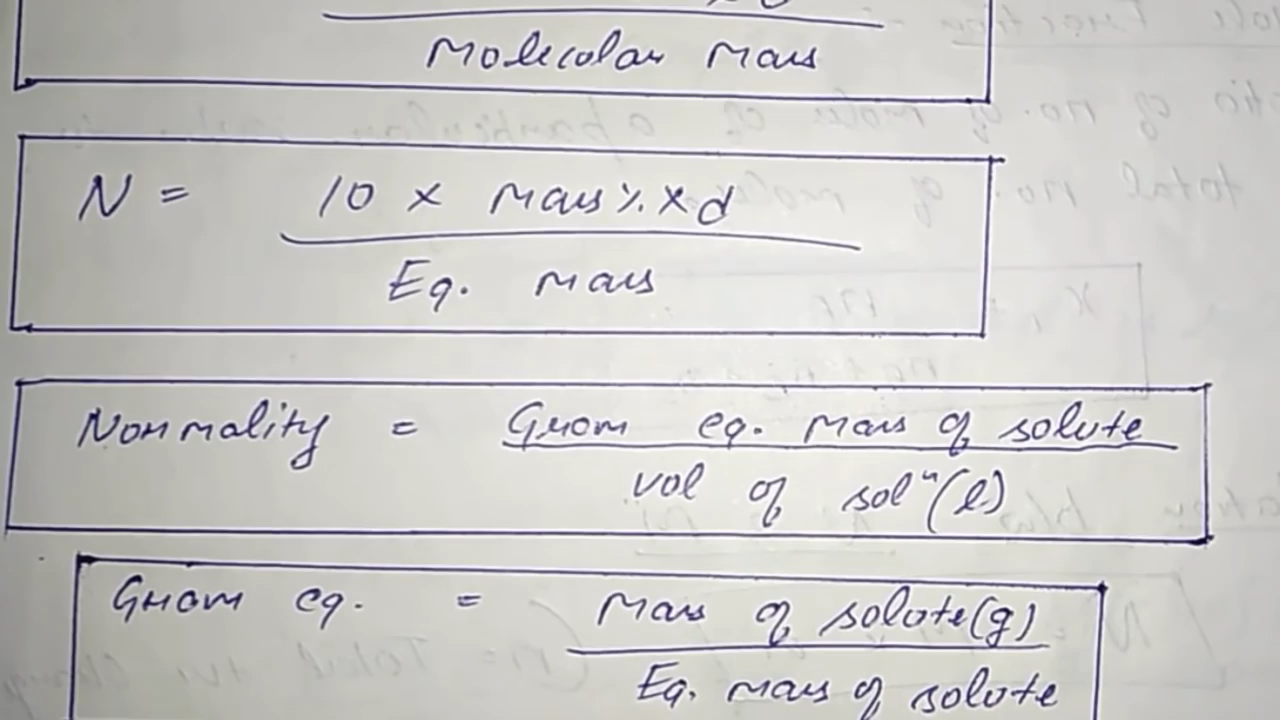 Molecular Mass
N = 10 x Mass % x d
Eq. mass
Normality = Gram eq. Mass of solute
vol of solⁿ (l)
Gram eq. = Mass of solute(g)
Eq. mass of solute